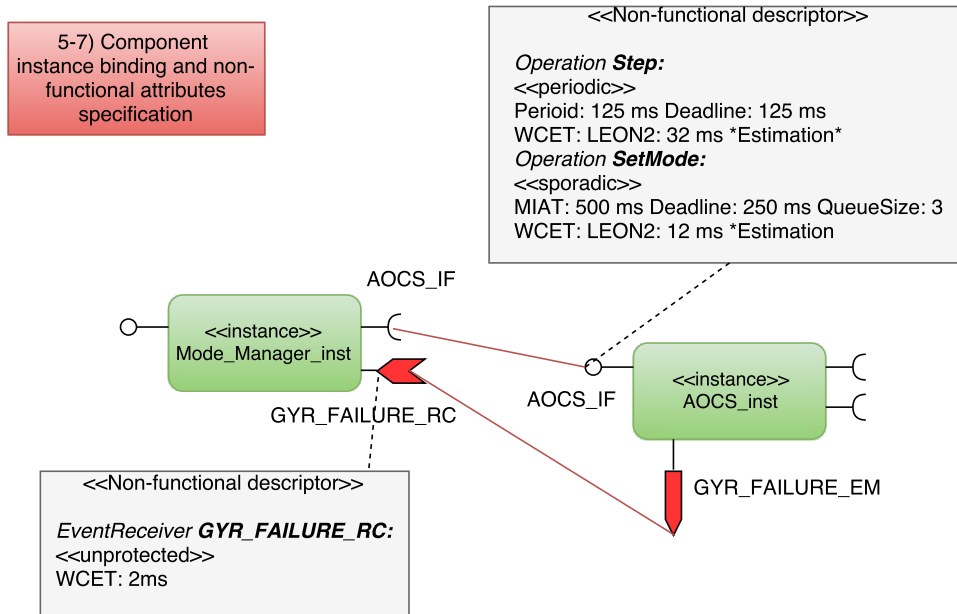 5-7) Component
instance binding and non-
functional attributes
specification
<<Non-functional descriptor>>
Operation Step:
<<periodic>>
Perioid: 125 ms Deadline: 125 ms
WCET: LEON2: 32 ms *Estimation*
Operation SetMode:
<<sporadic>>
MIAT: 500 ms Deadline: 250 ms QueueSize: 3
WCET: LEON2: 12 ms *Estimation
AOCS_IF
<<instance>>
Mode_Manager_inst
GYR_FAILURE_RC
AOCS_IF
<<instance>>
AOCS_inst
GYR_FAILURE_EM
<<Non-functional descriptor>>
EventReceiver GYR_FAILURE_RC:
<<unprotected>>
WCET: 2ms